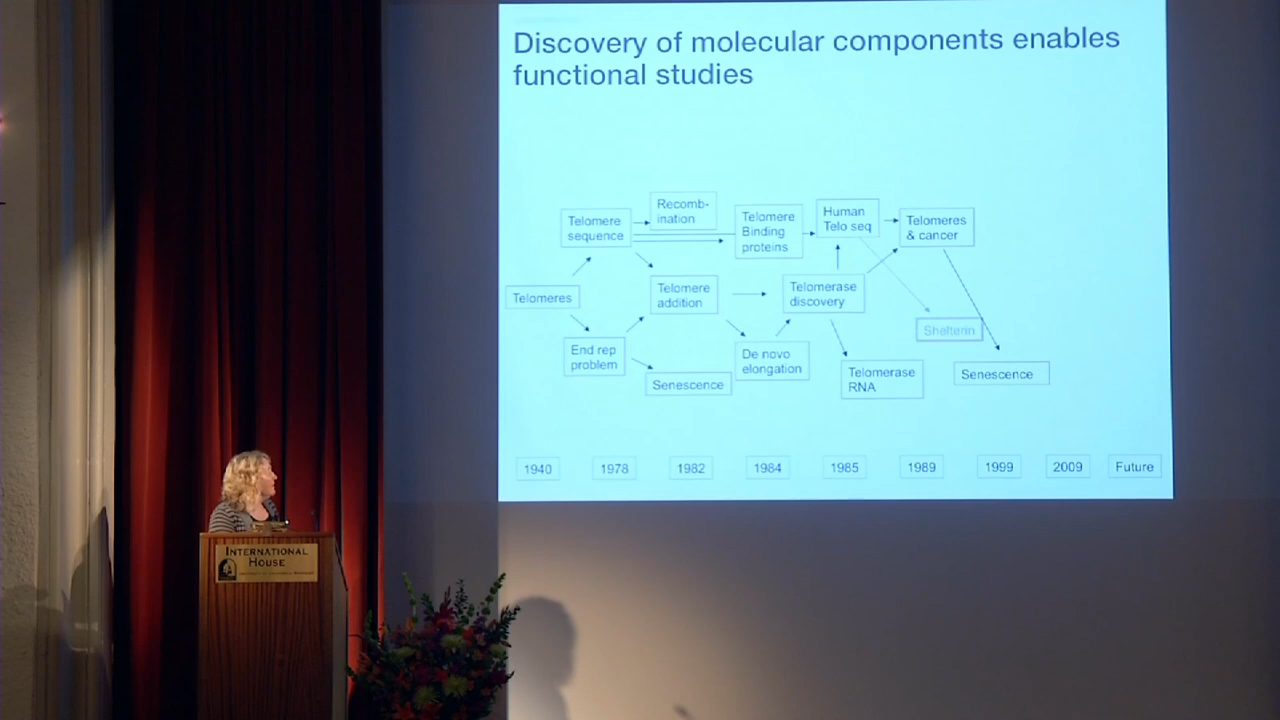 Discovery of molecular components enables
functional studies
Recomb-
ination
Telomere
sequence
Telomere
Binding
proteins
Human
Telo seq
Telomeres
& cancer
Telomeres
Telomere
addition
Telomerase
discovery
Shelterin
End rep
problem
Senescence
De novo
elongation
Telomerase
RNA
Senescence
1940
1978
1982
1984
1985
1989
1999
2009
Future
INTERNATIONAL
HOUSE